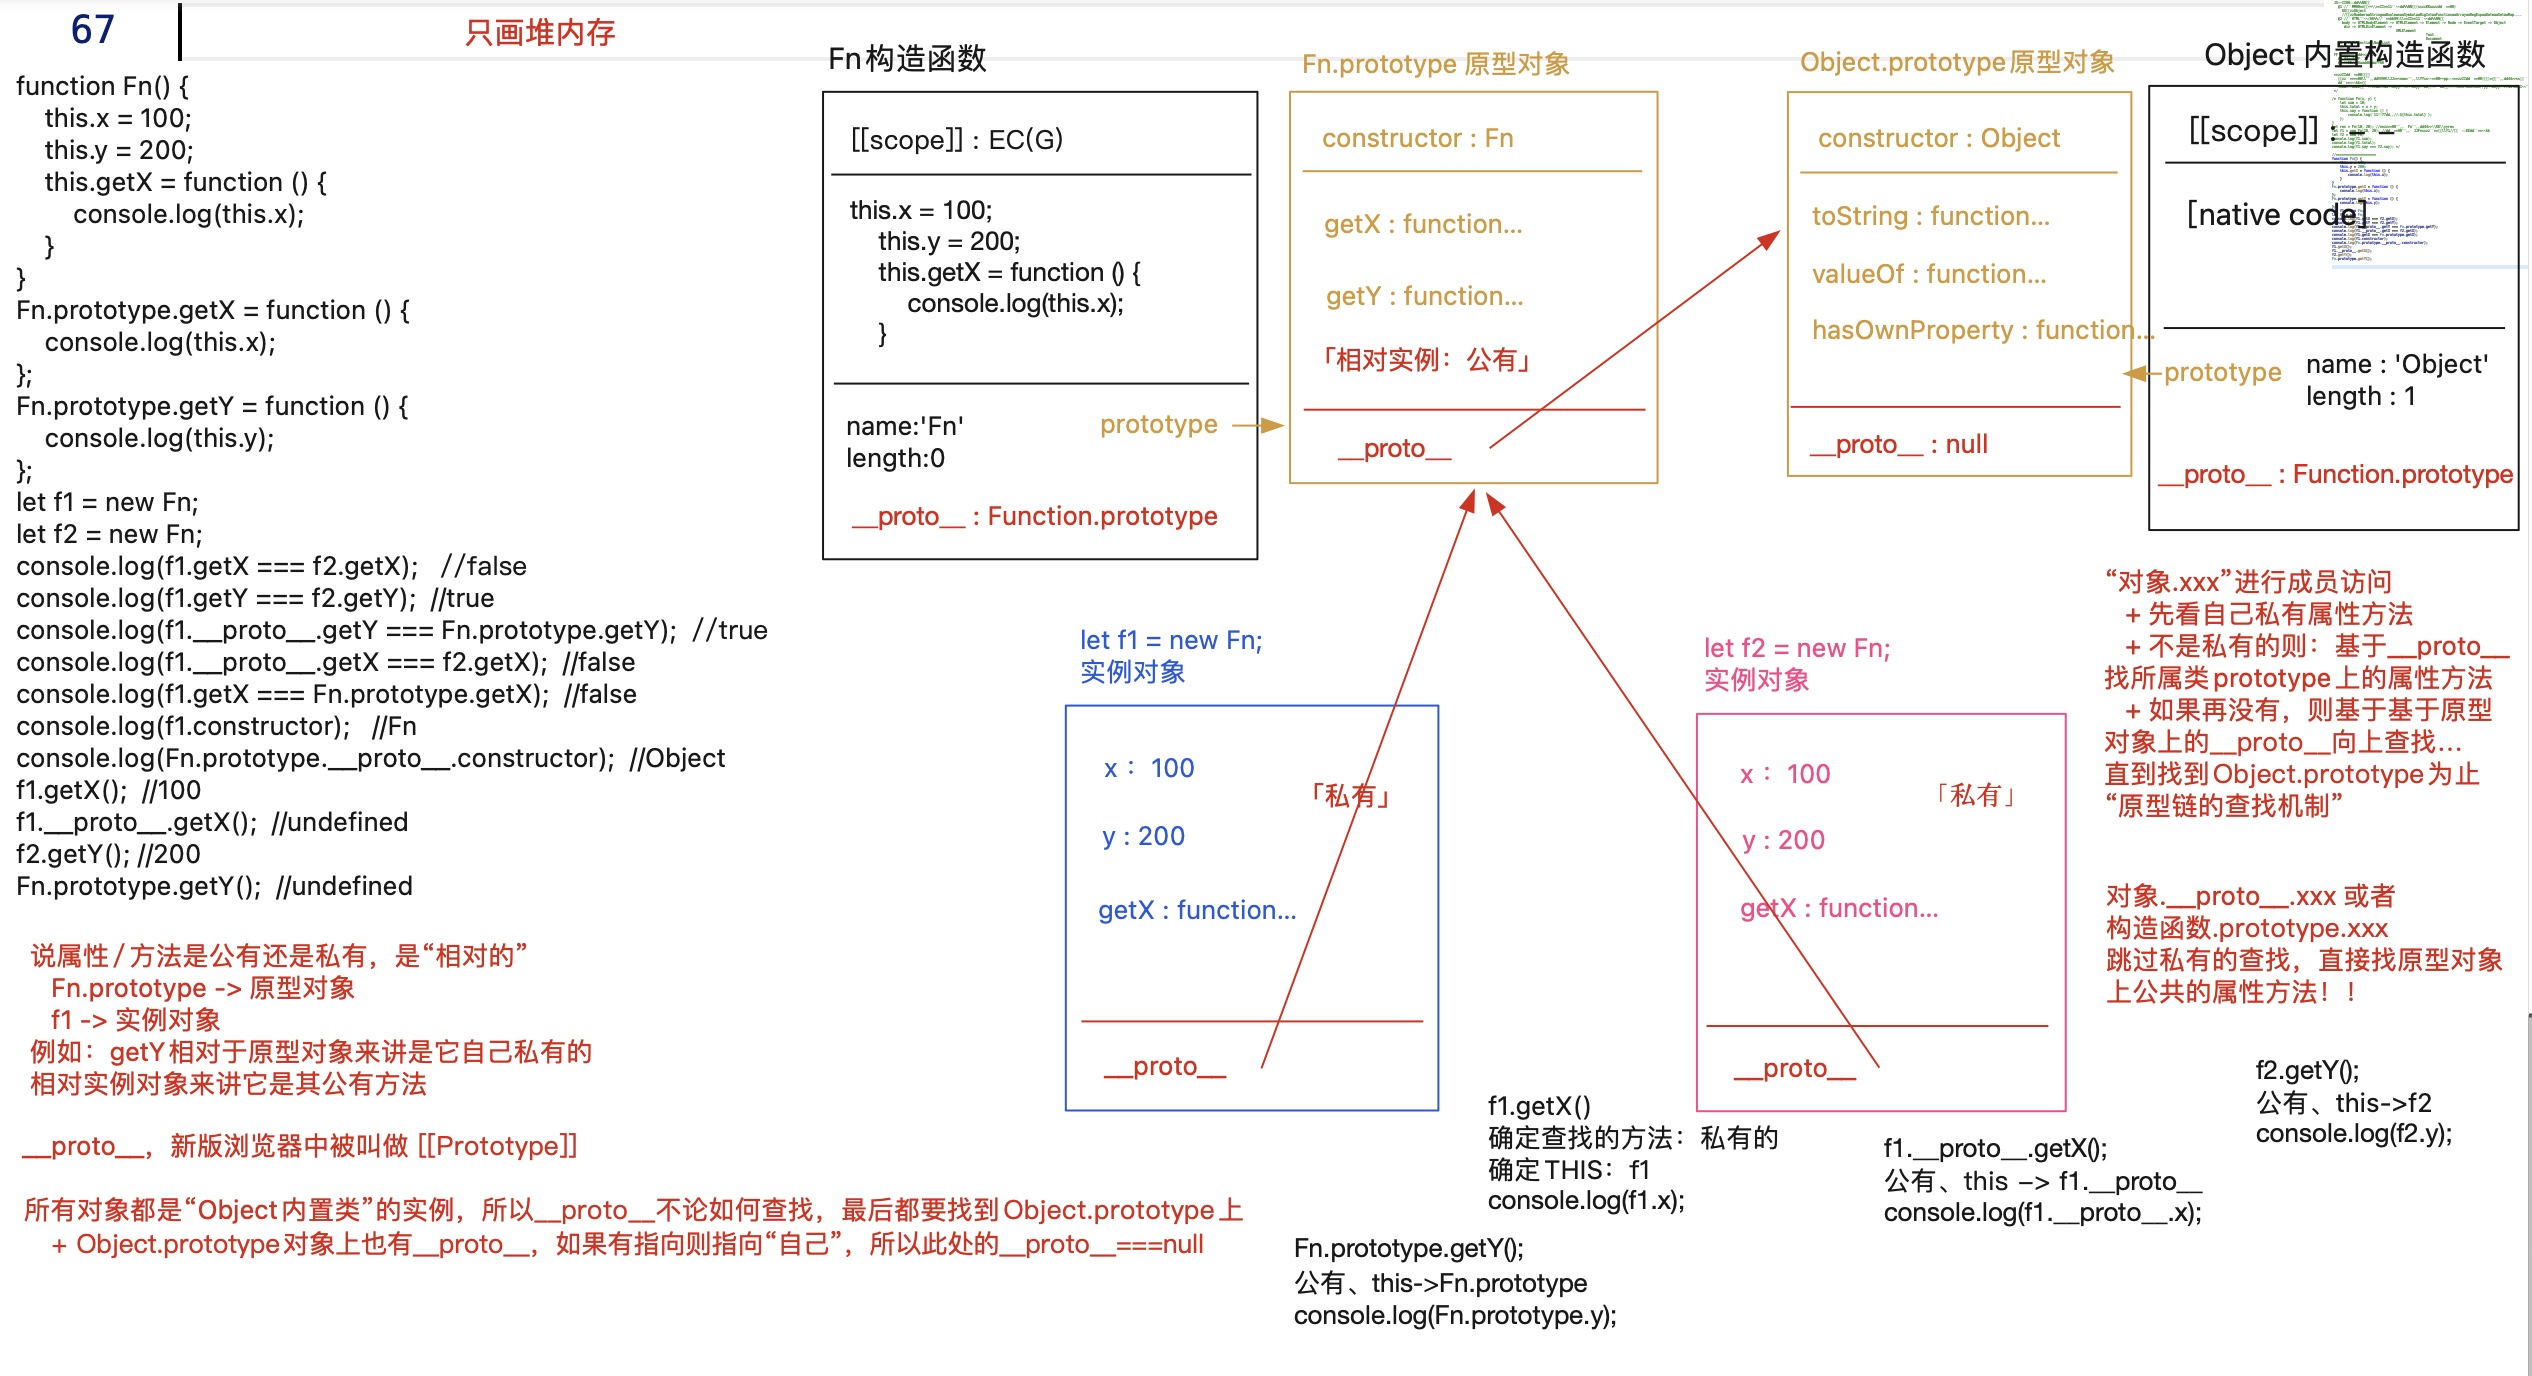 67
只画堆内存
function Fn() {
this.x = 100;
this.y = 200;
this.getX = function () {
console.log(this.x);
}
}
Fn.prototype.getX = function () {
console.log(this.x);
};
Fn.prototype.getY = function () {
console.log(this.y);
};
let f1 = new Fn;
let f2 = new Fn;
console.log(f1.getX === f2.getX);   //false
console.log(f1.getY === f2.getY);  //true
console.log(f1.__proto__.getY === Fn.prototype.getY);  //true
console.log(f1.__proto__.getX === f2.getX);  //false
console.log(f1.getX === Fn.prototype.getX);  //false
console.log(f1.constructor);   //Fn
console.log(Fn.prototype.__proto__.constructor);  //Object
f1.getX();  //100
f1.__proto__.getX();  //undefined
f2.getY(); //200
Fn.prototype.getY();  //undefined
说属性/方法是公有还是私有，是“相对的”
Fn.prototype -> 原型对象
f1 -> 实例对象
例如：getY相对于原型对象来讲是它自己私有的
相对实例对象来讲它是其公有方法
__proto__，新版浏览器中被叫做 [[Prototype]]
所有对象都是“Object内置类”的实例，所以__proto__不论如何查找，最后都要找到Object.prototype上
+ Object.prototype对象上也有__proto__，如果有指向则指向“自己”，所以此处的__proto__===null
Fn构造函数
[[scope]] : EC(G)
this.x = 100;
this.y = 200;
this.getX = function () {
console.log(this.x);
}
name:'Fn'
length:0
prototype
__proto__ : Function.prototype
Fn.prototype 原型对象
constructor : Fn
getX : function...
getY : function...
「相对实例：公有」
__proto__
Object.prototype原型对象
constructor : Object
toString : function...
valueOf : function...
hasOwnProperty : function...
__proto__ : null
Object 内置构造函数
[[scope]]
[native code]
prototype
name : 'Object'
length : 1
__proto__ : Function.prototype
let f1 = new Fn;
实例对象
x： 100
「私有」
y : 200
getX : function...
__proto__
let f2 = new Fn;
实例对象
x： 100
「私有」
y : 200
getX : function...
__proto__
“对象.xxx”进行成员访问
+ 先看自己私有属性方法
+ 不是私有的则：基于__proto__
找所属类prototype上的属性方法
+ 如果再没有，则基于基于原型
对象上的__proto__向上查找...
直到找到Object.prototype为止
“原型链的查找机制”
对象.__proto__.xxx 或者
构造函数.prototype.xxx
跳过私有的查找，直接找原型对象
上公共的属性方法！！
f1.getX()
确定查找的方法：私有的
确定THIS：f1
console.log(f1.x);
f1.__proto__.getX();
公有、this -> f1.__proto__
console.log(f1.__proto__.x);
f2.getY();
公有、this->f2
console.log(f2.y);
Fn.prototype.getY();
公有、this->Fn.prototype
console.log(Fn.prototype.y);